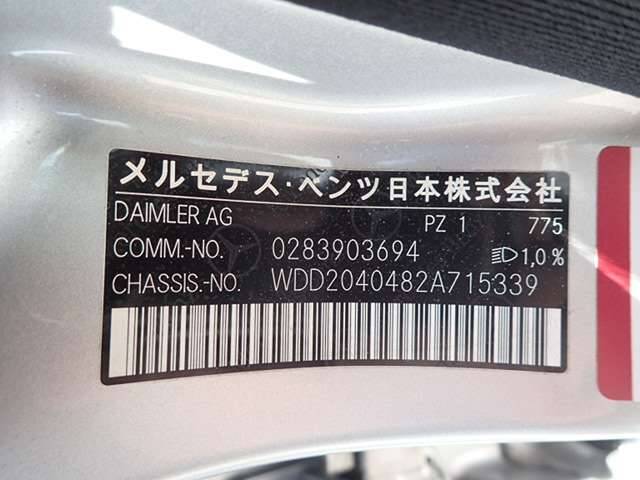 メルセデス・ベンツ日本株式会社
DAIMLER AG PZ 1 775
COMM.-NO. 0283903694 1,0 %
CHASSIS.-NO. WDD2040482A715339